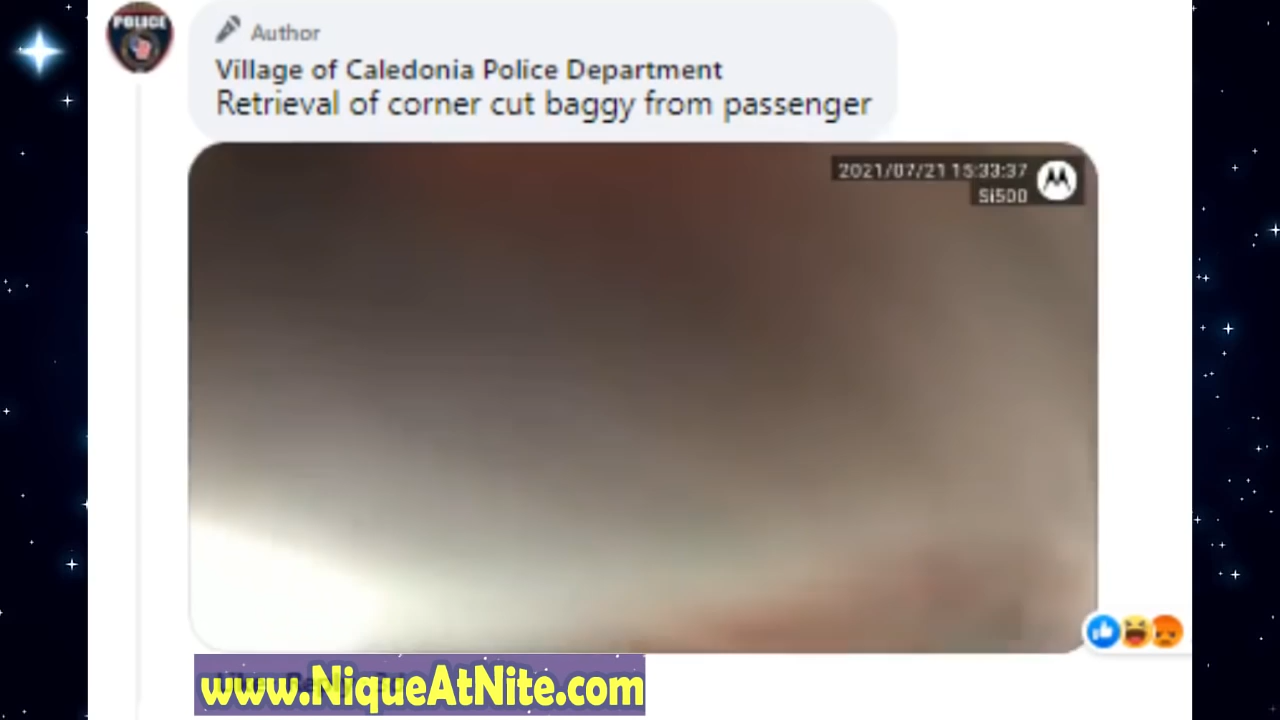 POLICE
Author
Village of Caledonia Police Department
Retrieval of corner cut baggy from passenger
2021/07/21 15:33:37
Si500
www.NiqueAtNite.com